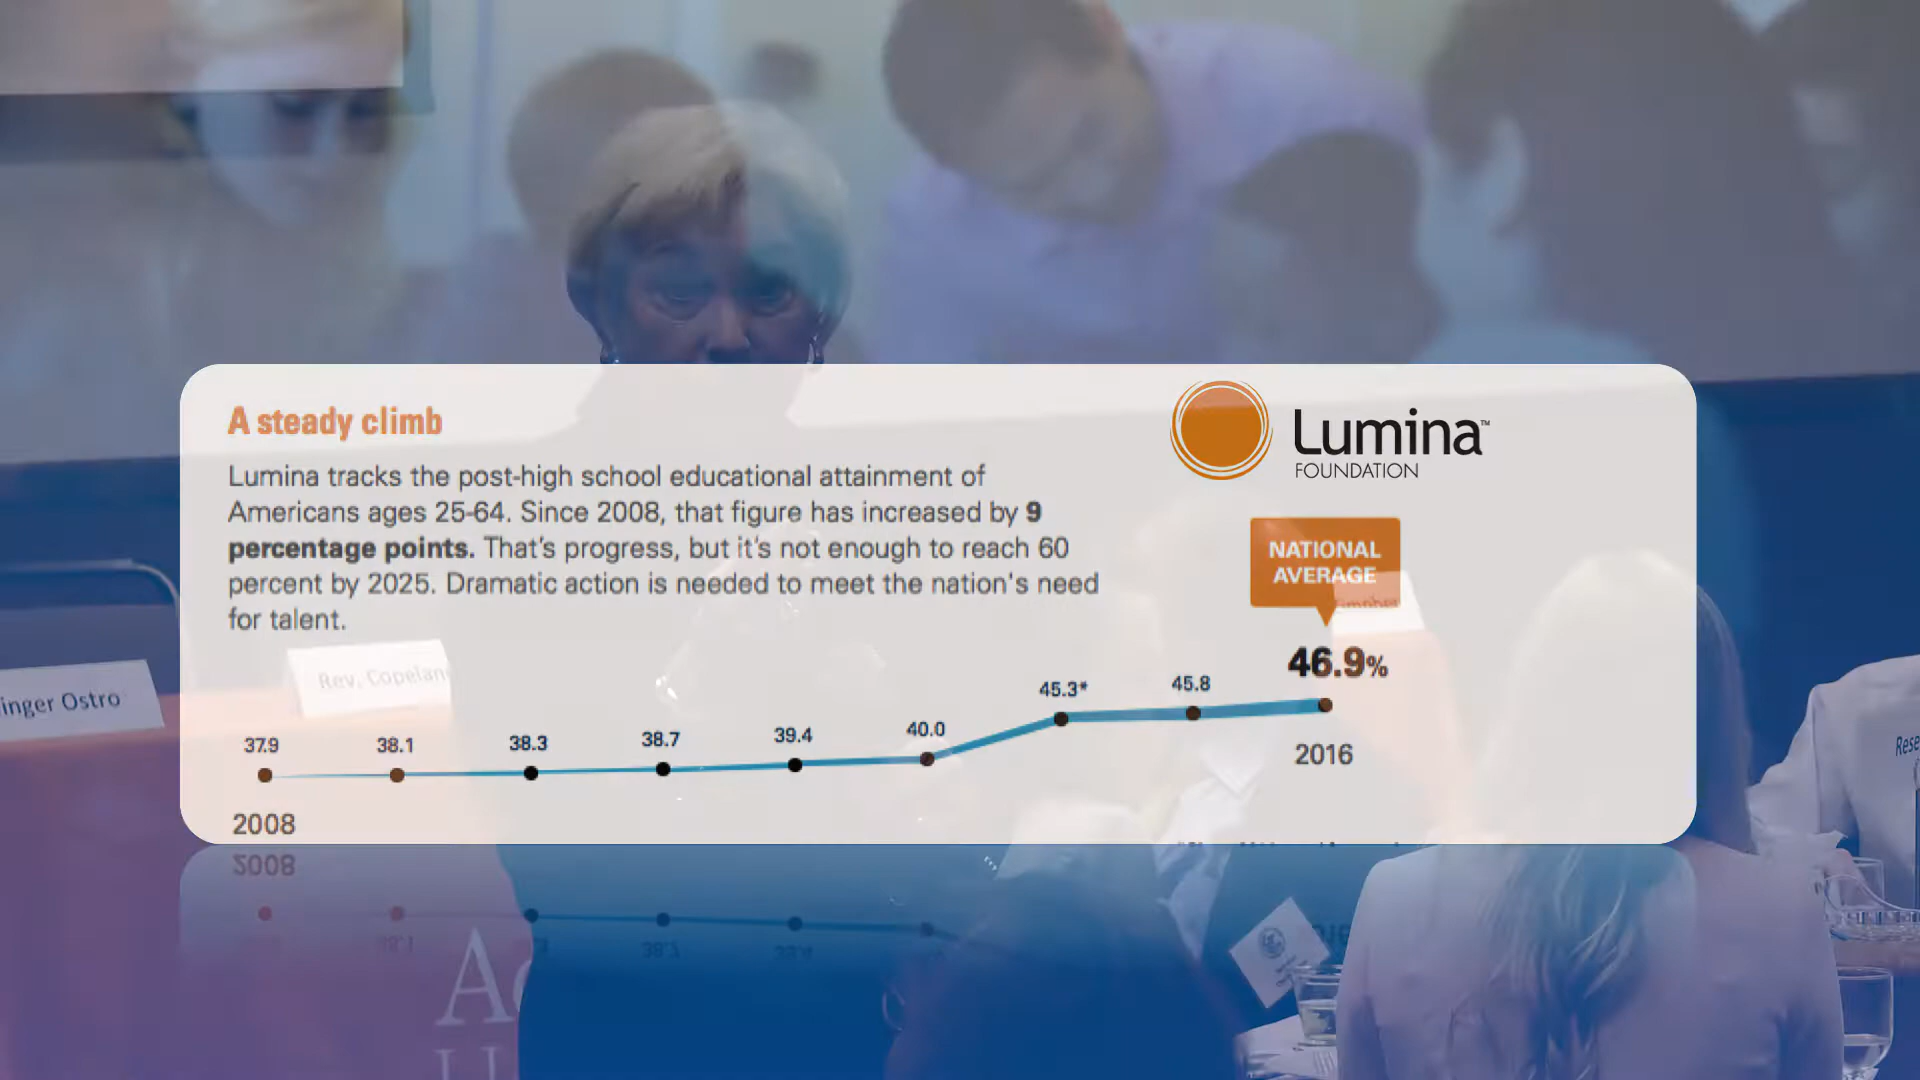 A steady climb
Lumina tracks the post-high school educational attainment of
Americans ages 25-64. Since 2008, that figure has increased by 9
percentage points. That's progress, but it's not enough to reach 60
percent by 2025. Dramatic action is needed to meet the nation's need
for talent.
Lumina™
FOUNDATION
NATIONAL
AVERAGE
46.9%
37.9 38.1 38.3 38.7 39.4 40.0 45.3* 45.8
2008
2016
inger Ostro
Rev. Copelan
Rese
2008